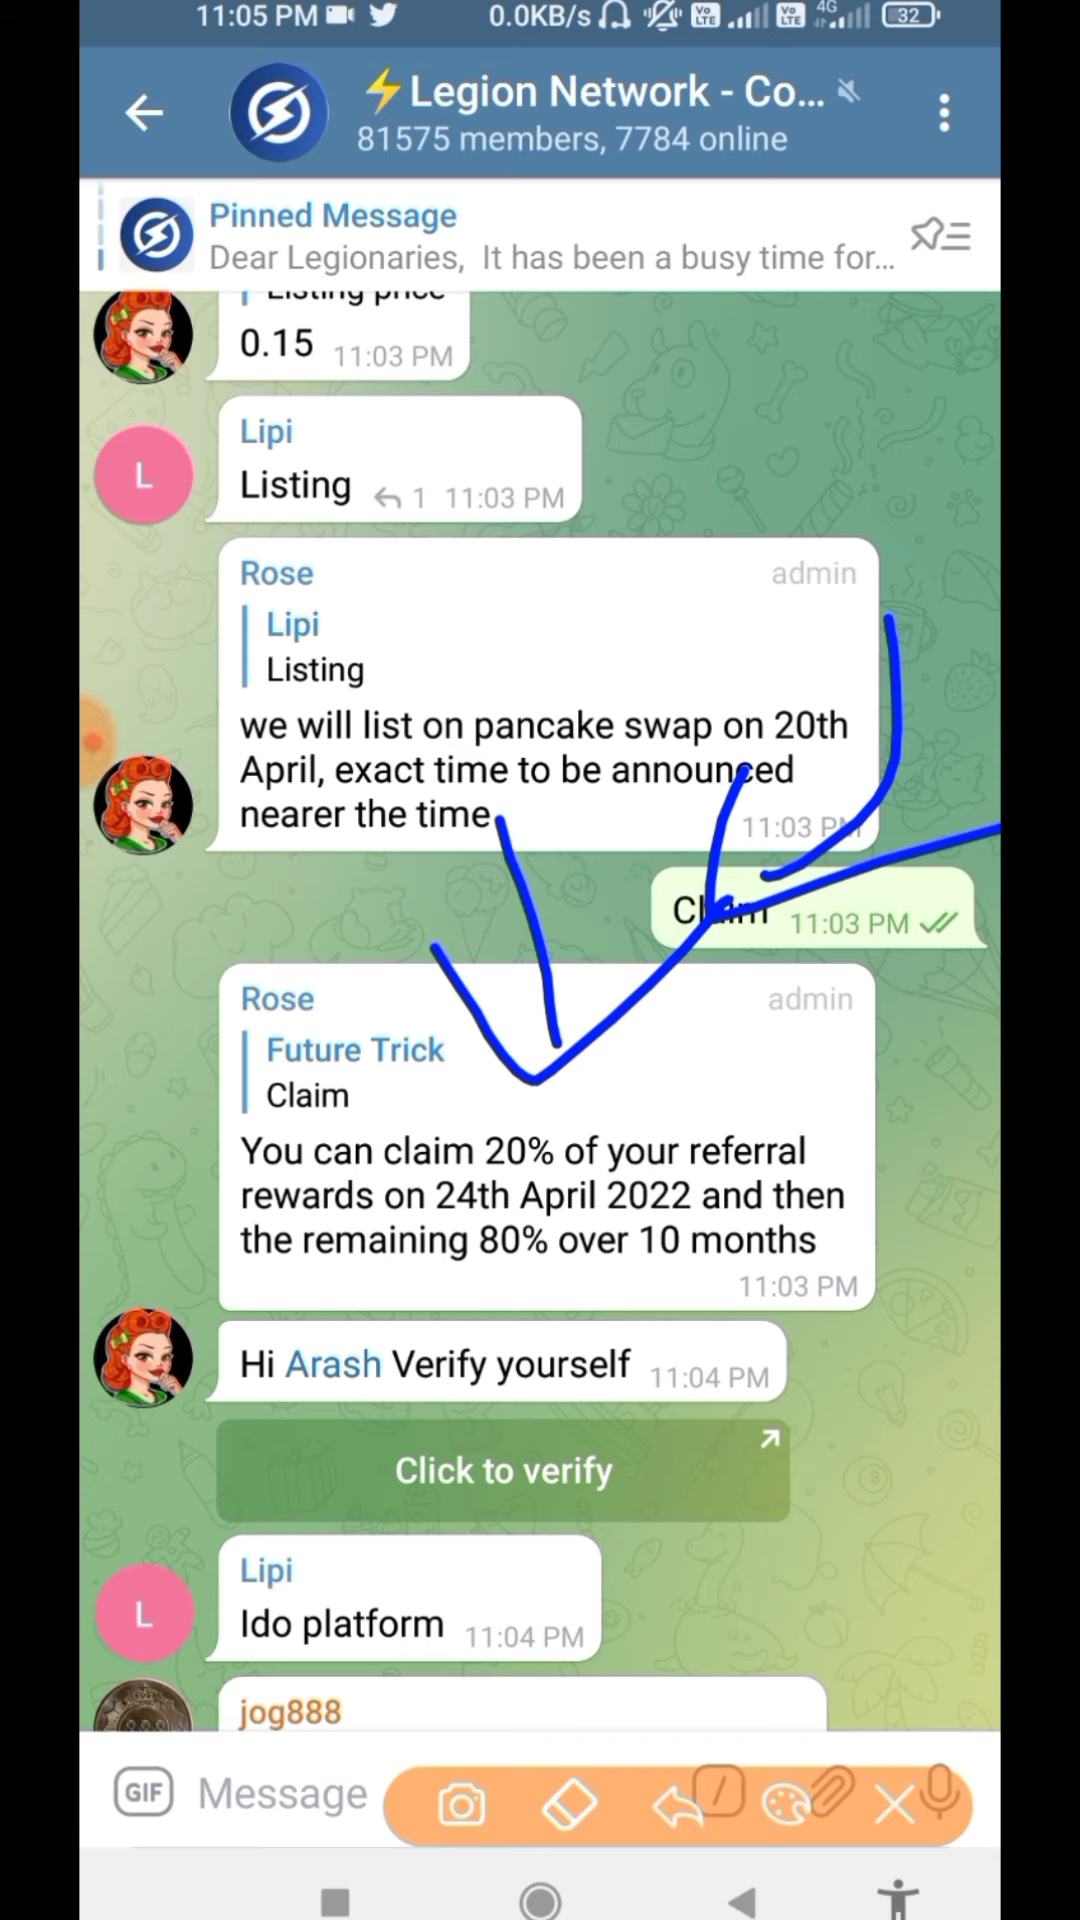 11:05 PM 0.0KB/s Vo LTE Vo LTE 4G 32
⚡Legion Network - Co...
81575 members, 7784 online
Pinned Message
Dear Legionaries, It has been a busy time for...
Listing price
0.15 11:03 PM
Lipi
Listing 1 11:03 PM
Rose admin
Lipi
Listing
we will list on pancake swap on 20th
April, exact time to be announced
nearer the time
11:03 PM
Claim 11:03 PM
Rose admin
Future Trick
Claim
You can claim 20% of your referral
rewards on 24th April 2022 and then
the remaining 80% over 10 months
11:03 PM
Hi Arash Verify yourself 11:04 PM
Click to verify
L
Lipi
Ido platform 11:04 PM
L
jog888
GIF Message